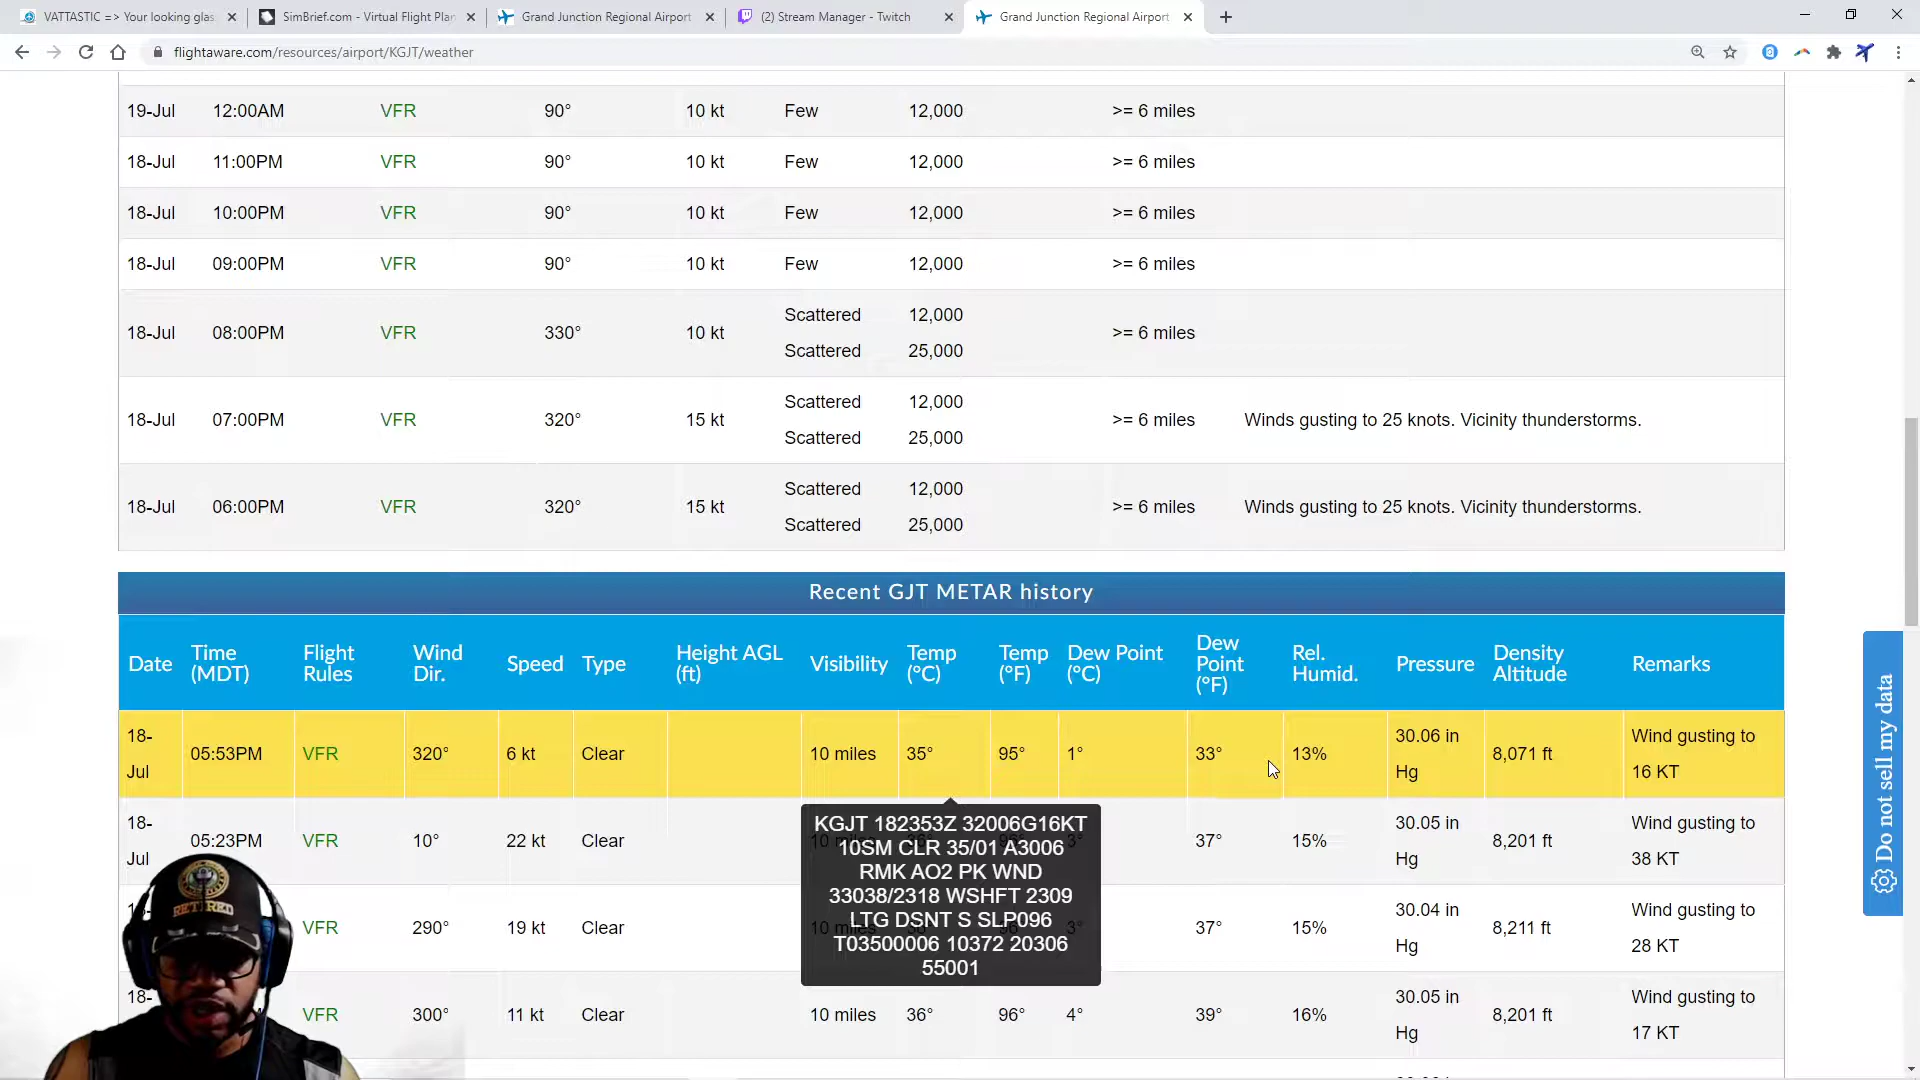 VATTASTIC => Your looking glas
SimBrief.com - Virtual Flight Plan
Grand Junction Regional Airport
(2) Stream Manager - Twitch
Grand Junction Regional Airport
flightaware.com/resources/airport/KGJT/weather
19-Jul 12:00AM VFR 90° 10 kt Few 12,000 >= 6 miles
18-Jul 11:00PM VFR 90° 10 kt Few 12,000 >= 6 miles
18-Jul 10:00PM VFR 90° 10 kt Few 12,000 >= 6 miles
18-Jul 09:00PM VFR 90° 10 kt Few 12,000 >= 6 miles
Scattered 12,000
18-Jul 08:00PM VFR 330° 10 kt >= 6 miles
Scattered 25,000
Scattered 12,000
18-Jul 07:00PM VFR 320° 15 kt >= 6 miles Winds gusting to 25 knots. Vicinity thunderstorms.
Scattered 25,000
Scattered 12,000
18-Jul 06:00PM VFR 320° 15 kt >= 6 miles Winds gusting to 25 knots. Vicinity thunderstorms.
Scattered 25,000
Recent GJT METAR history
Date Time (MDT) Flight Rules Wind Dir. Speed Type Height AGL (ft) Visibility Temp (°C) Temp (°F) Dew Point (°C) Dew Point (°F) Rel. Humid. Pressure Density Altitude Remarks
18-Jul 05:53PM VFR 320° 6 kt Clear 10 miles 35° 95° 1° 33° 13% 30.06 in Hg 8,071 ft Wind gusting to 16 KT
18-Jul 05:23PM VFR 10° 22 kt Clear 37° 15% 30.05 in Hg 8,201 ft Wind gusting to 38 KT
VFR 290° 19 kt Clear 37° 15% 30.04 in Hg 8,211 ft Wind gusting to 28 KT
18- VFR 300° 11 kt Clear 10 miles 36° 96° 4° 39° 16% 30.05 in Hg 8,201 ft Wind gusting to 17 KT
KGJT 182353Z 32006G16KT
10SM CLR 35/01 A3006
RMK AO2 PK WND
33038/2318 WSHFT 2309
LTG DSNT S SLP096
T03500006 10372 20306
55001
Do not sell my data
RETIRED